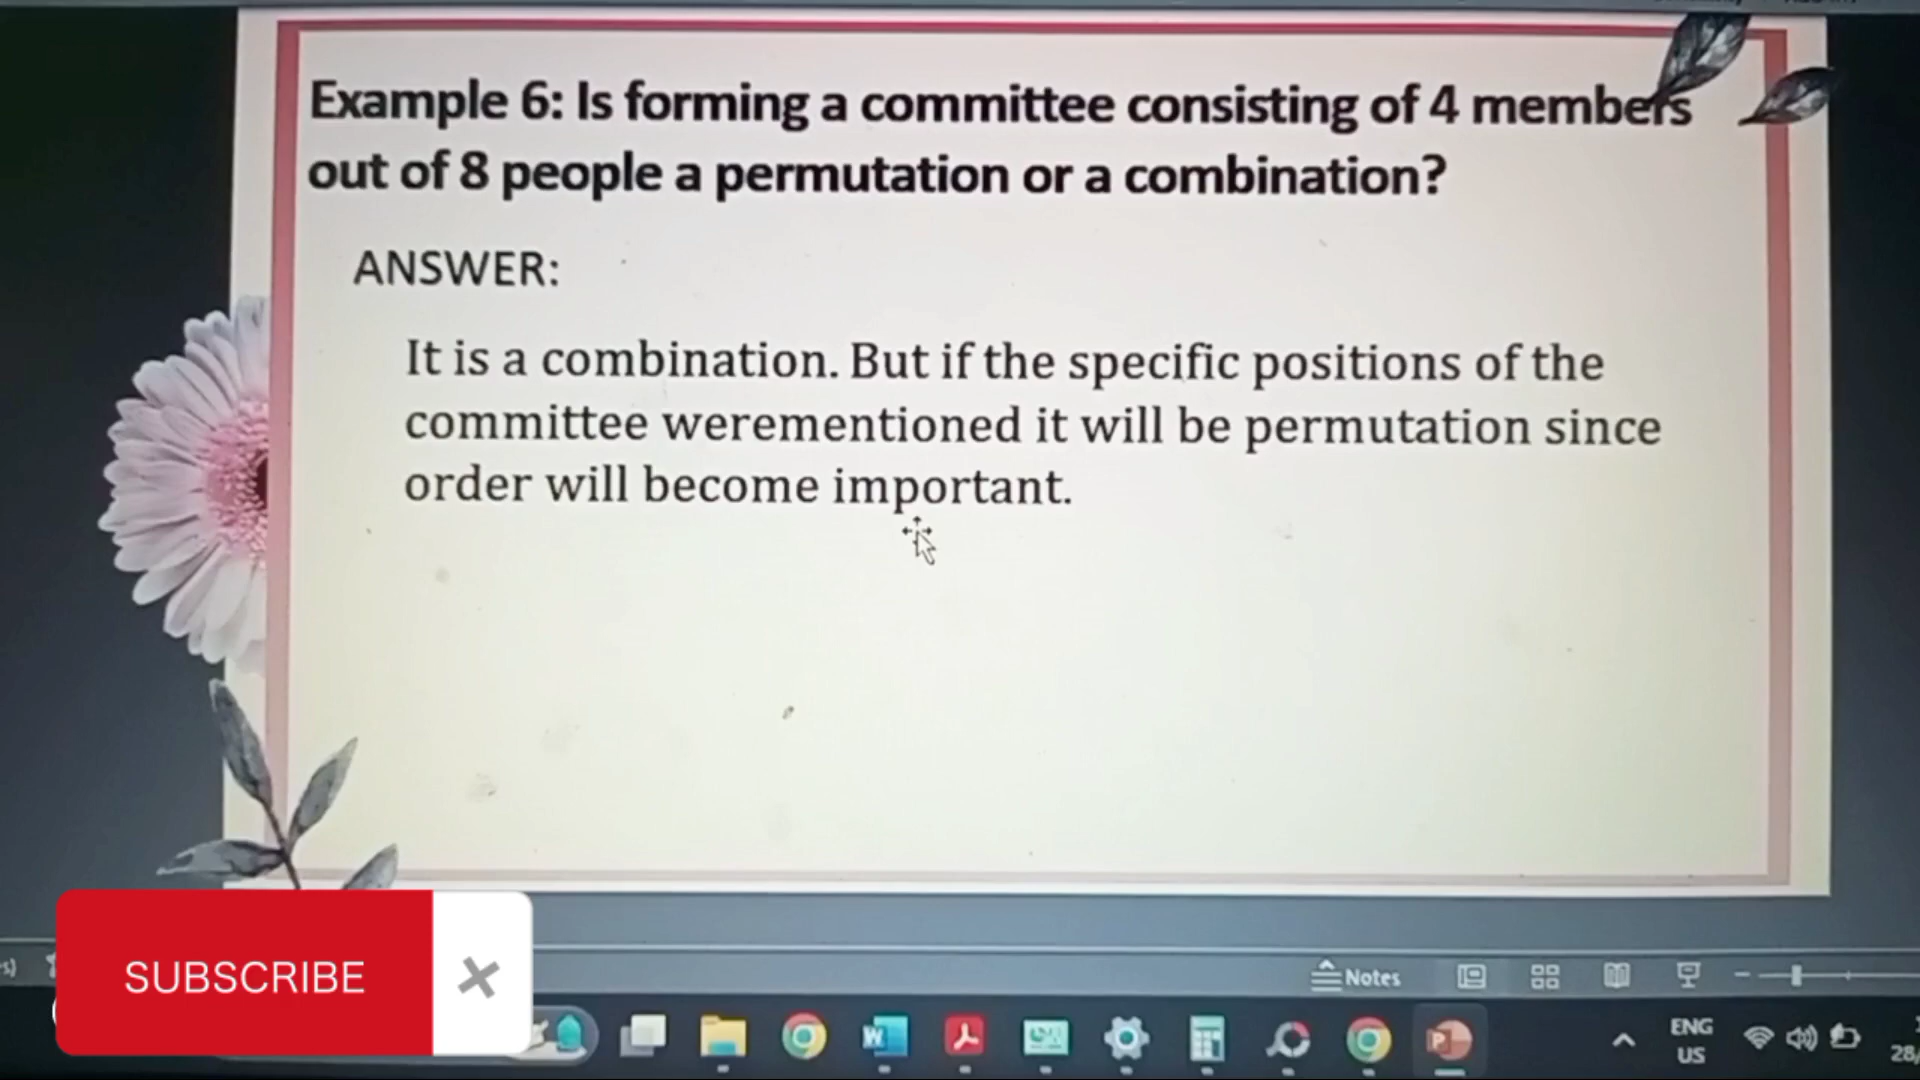 Example 6: Is forming a committee consisting of 4 members
out of 8 people a permutation or a combination?
ANSWER:
It is a combination. But if the specific positions of the
committee werementioned it will be permutation since
order will become important.
SUBSCRIBE
Notes
ENG
US